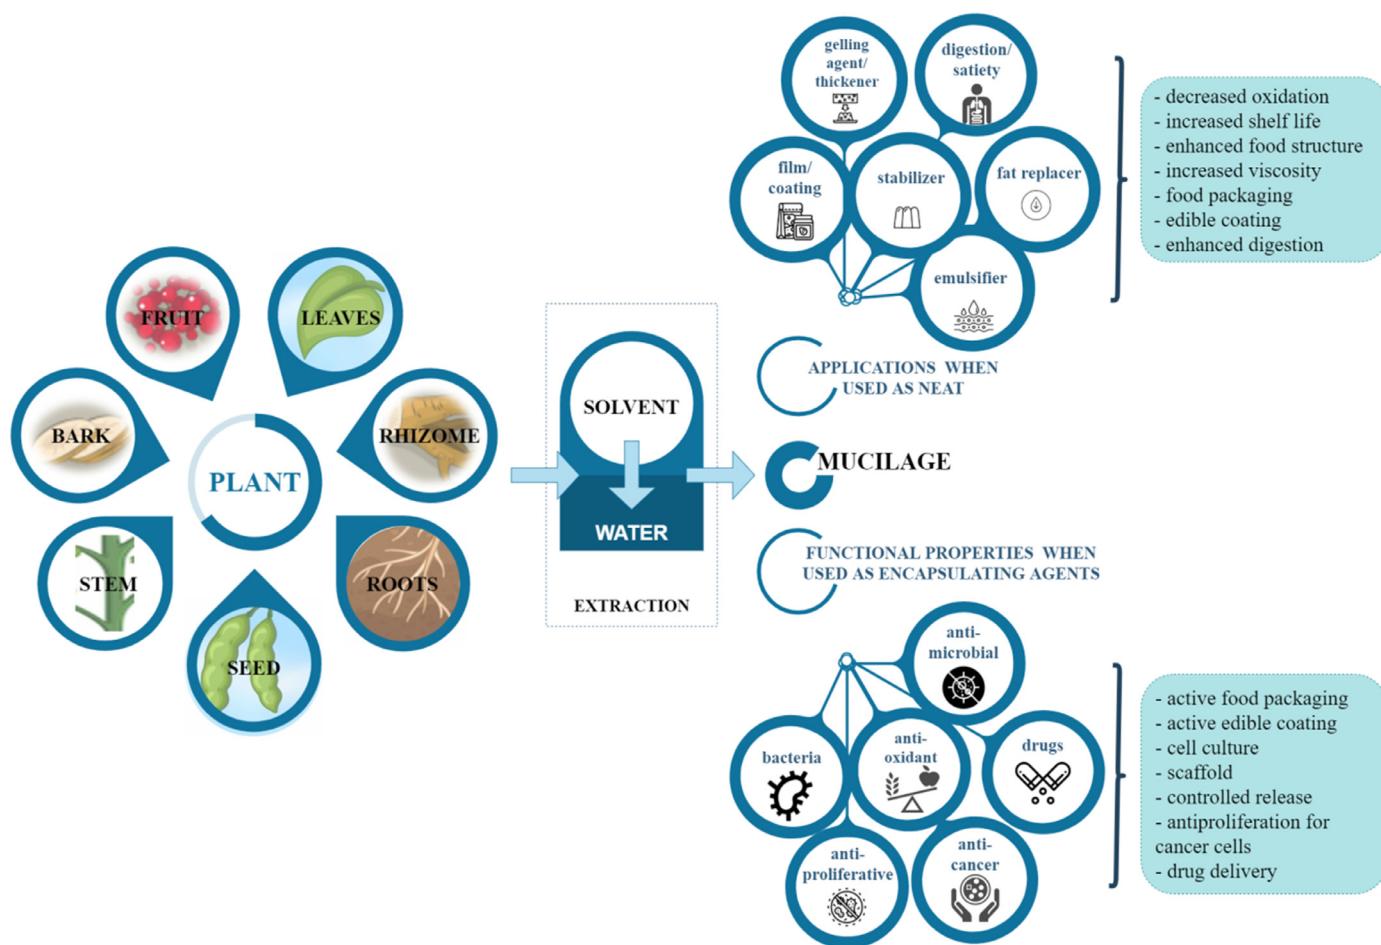 FRUIT
LEAVES
BARK
RHIZOME
PLANT
STEM
ROOTS
SEED
SOLVENT
WATER
EXTRACTION
gelling
agent/
thickener
digestion/
satiety
film/
coating
stabilizer
fat replacer
emulsifier
- decreased oxidation
- increased shelf life
- enhanced food structure
- increased viscosity
- food packaging
- edible coating
- enhanced digestion
APPLICATIONS WHEN
USED AS NEAT
MUCILAGE
FUNCTIONAL PROPERTIES WHEN
USED AS ENCAPSULATING AGENTS
anti-
microbial
bacteria
anti-
oxidant
drugs
anti-
proliferative
anti-
cancer
- active food packaging
- active edible coating
- cell culture
- scaffold
- controlled release
- antiproliferation for
cancer cells
- drug delivery